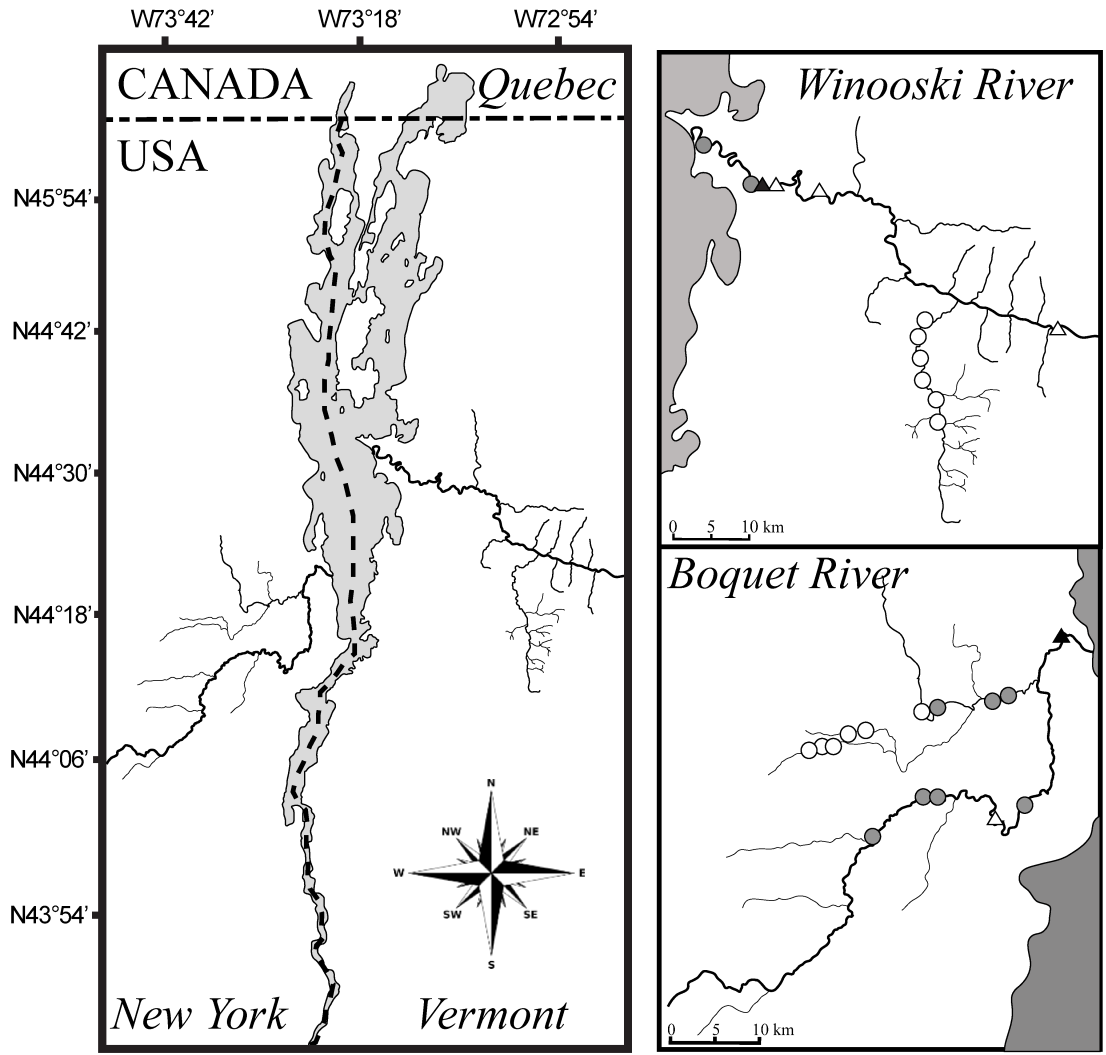 W73°42’ W73°18’ W72°54’
CANADA Quebec
USA
N45°54’
N44°42’
N44°30’
N44°18’
N44°06’
N43°54’
N
NW NE
W E
SW SE
S
New York Vermont
Winooski River
0 5 10 km
Boquet River
0 5 10 km